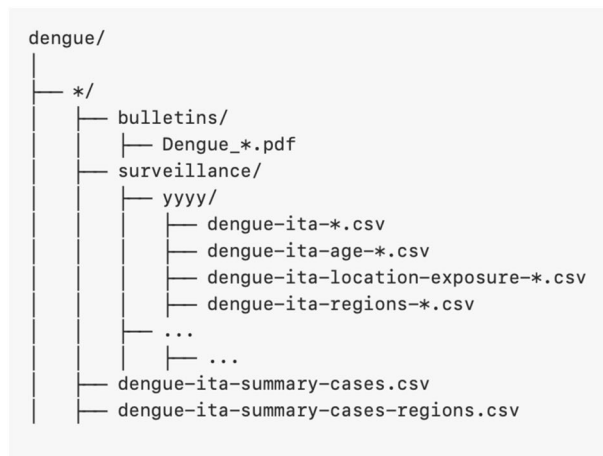 dengue/
│
├── */
│   ├── bulletins/
│   │   ├── Dengue_*.pdf
│   ├── surveillance/
│   │   ├── yyyy/
│   │   │   ├── dengue-ita-*.csv
│   │   │   ├── dengue-ita-age-*.csv
│   │   │   ├── dengue-ita-location-exposure-*.csv
│   │   │   ├── dengue-ita-regions-*.csv
│   │   ├── ...
│   │   │   ├── ...
│   ├── dengue-ita-summary-cases.csv
│   ├── dengue-ita-summary-cases-regions.csv